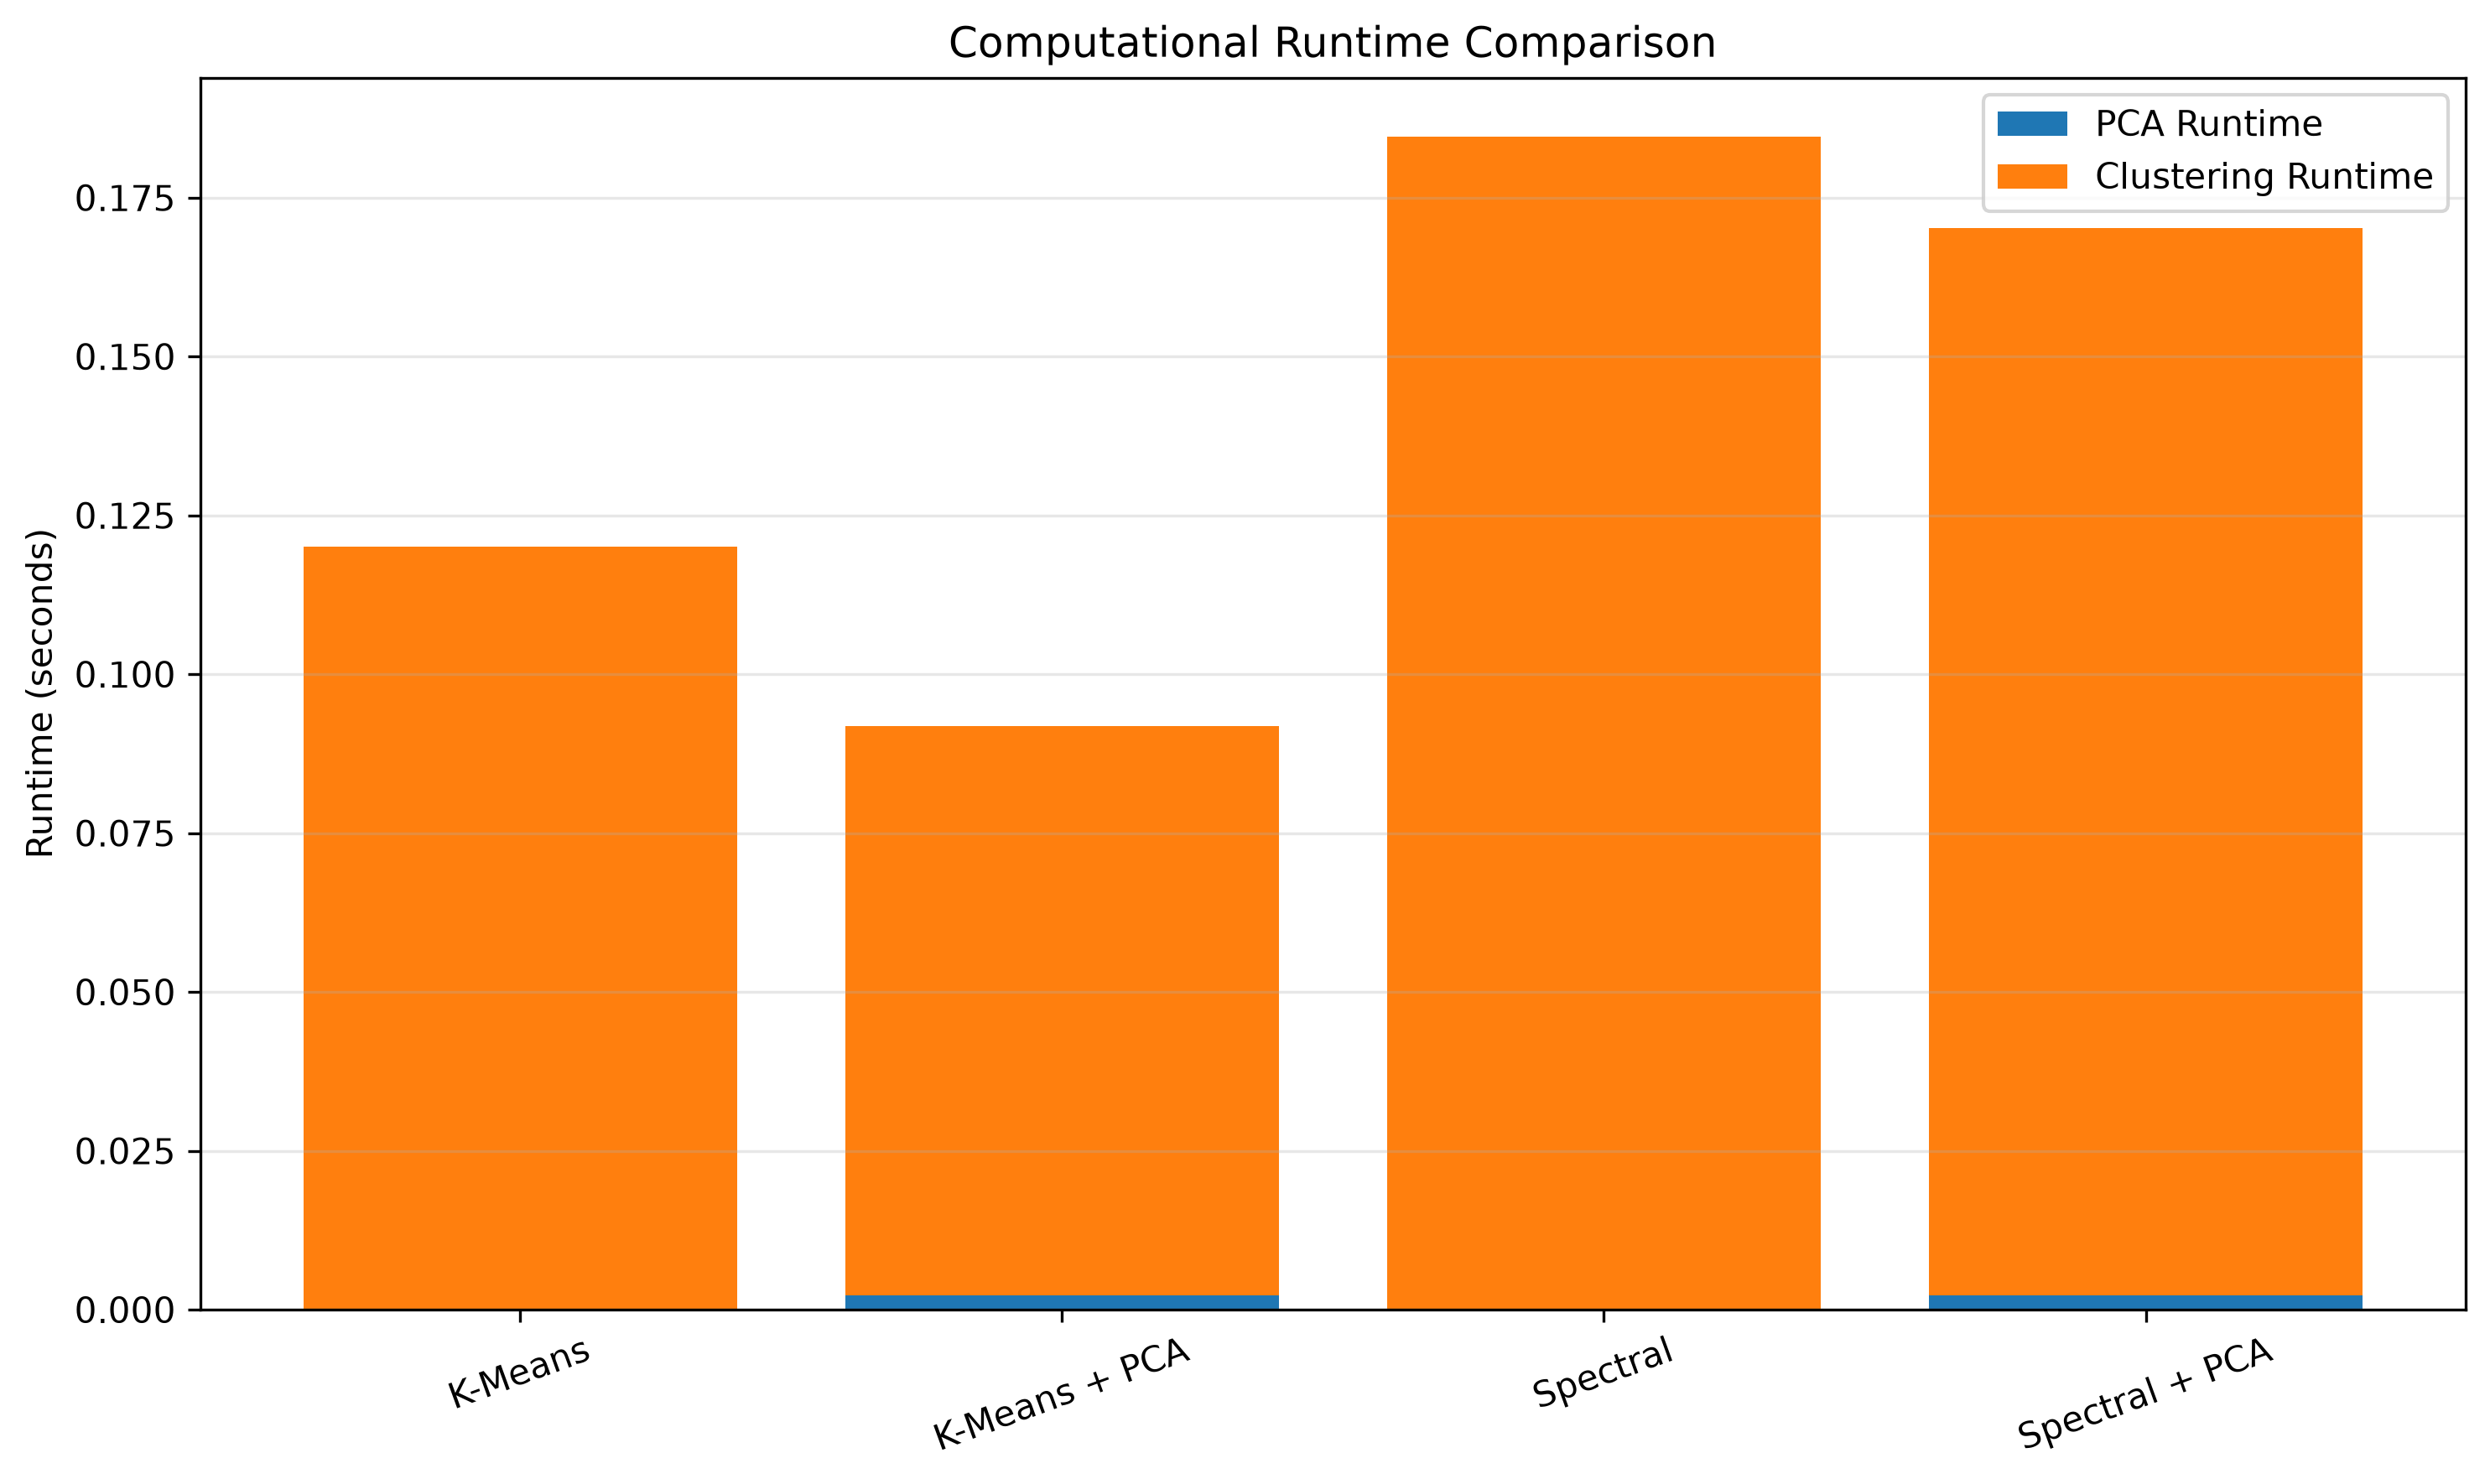 Computational Runtime Comparison
PCA Runtime
Clustering Runtime
Runtime (seconds)
0.175
0.150
0.125
0.100
0.075
0.050
0.025
0.000
K-Means
K-Means + PCA
Spectral
Spectral + PCA